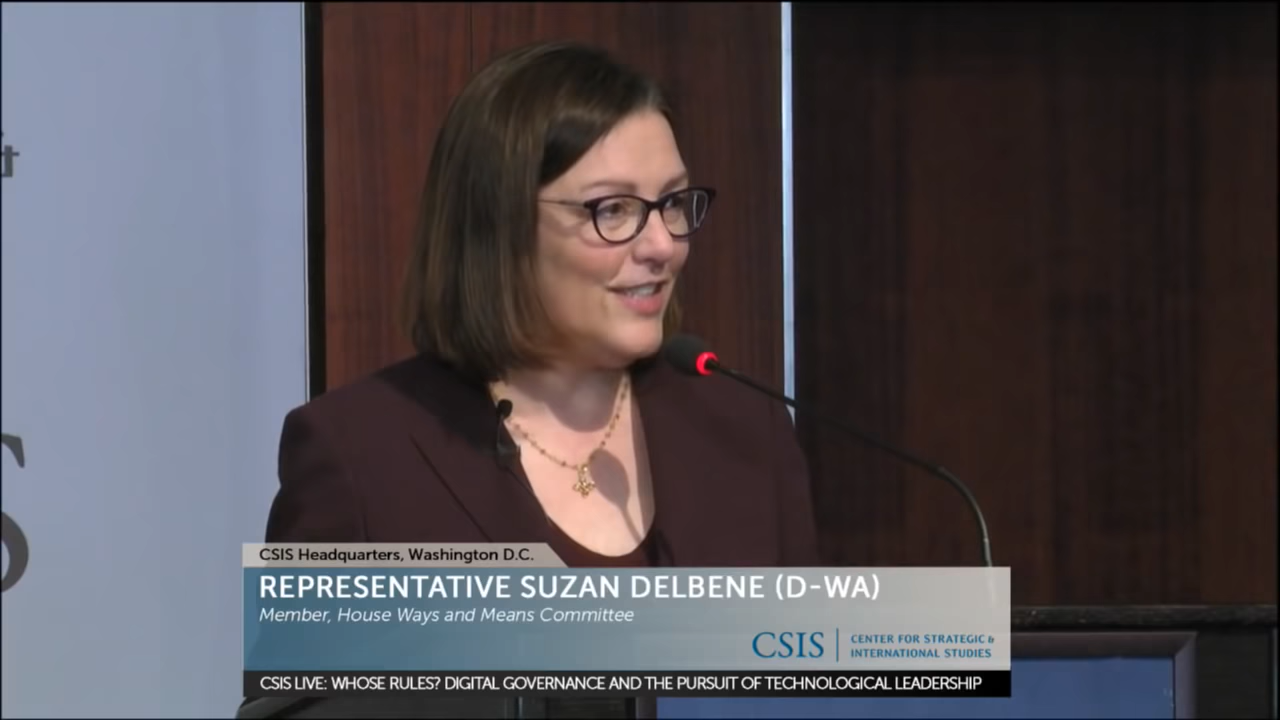 CSIS Headquarters, Washington D.C.
REPRESENTATIVE SUZAN DELBENE (D-WA)
Member, House Ways and Means Committee
CSIS
CENTER FOR STRATEGIC &
INTERNATIONAL STUDIES
CSIS LIVE: WHOSE RULES? DIGITAL GOVERNANCE AND THE PURSUIT OF TECHNOLOGICAL LEADERSHIP